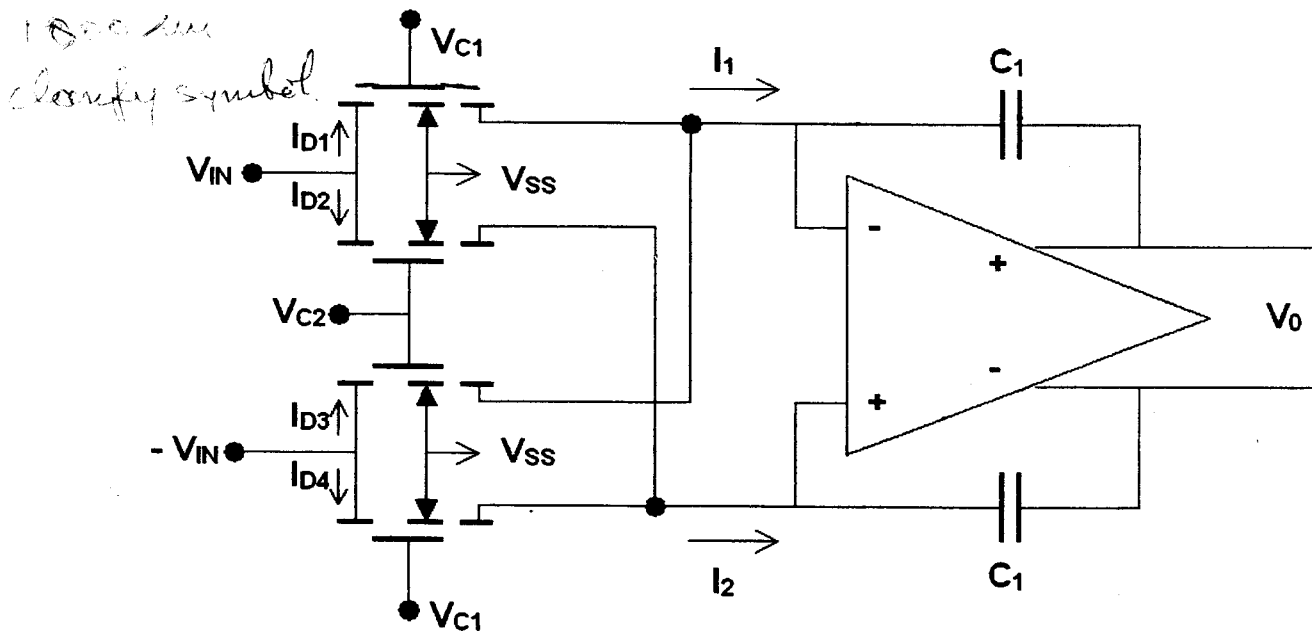 clarify symbol.
VC1
I1
C1
ID1
VIN
VSS
ID2
-
+
VC2
V0
-
ID3
+
- VIN
VSS
ID4
I2
C1
VC1